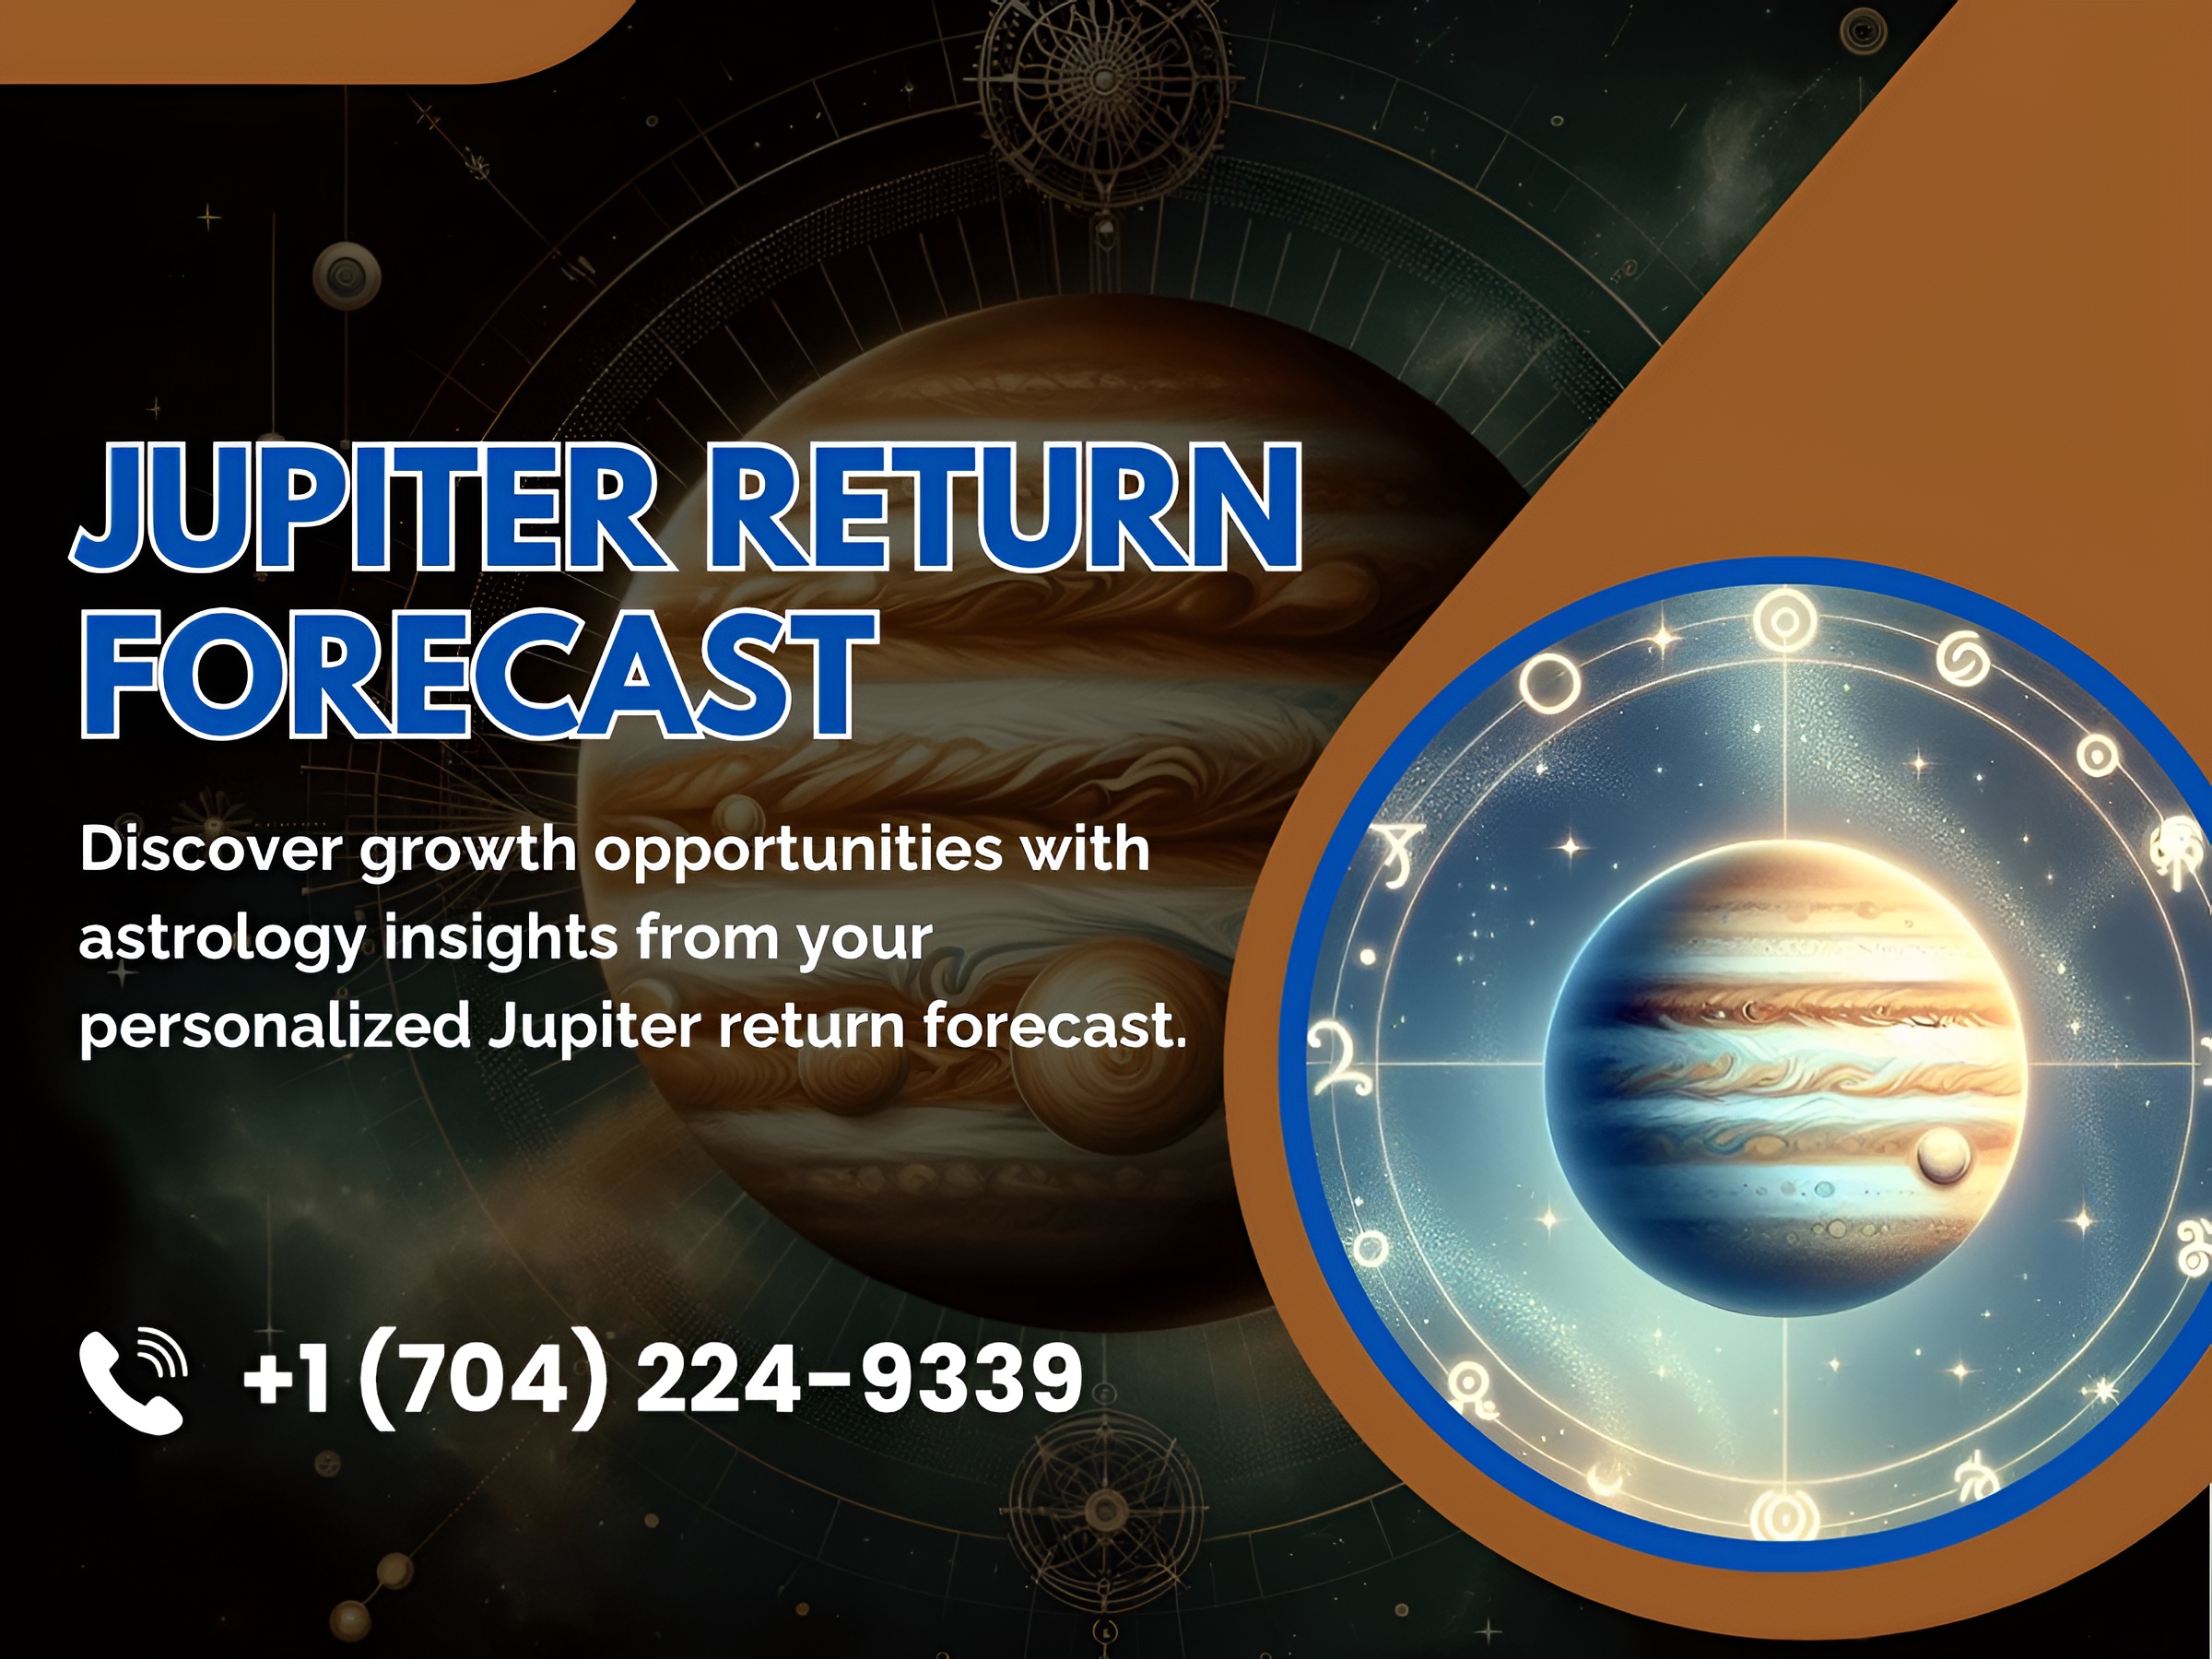 JUPITER RETURN
FORECAST
Discover growth opportunities with
astrology insights from your
personalized Jupiter return forecast.
+1 (704) 224-9339